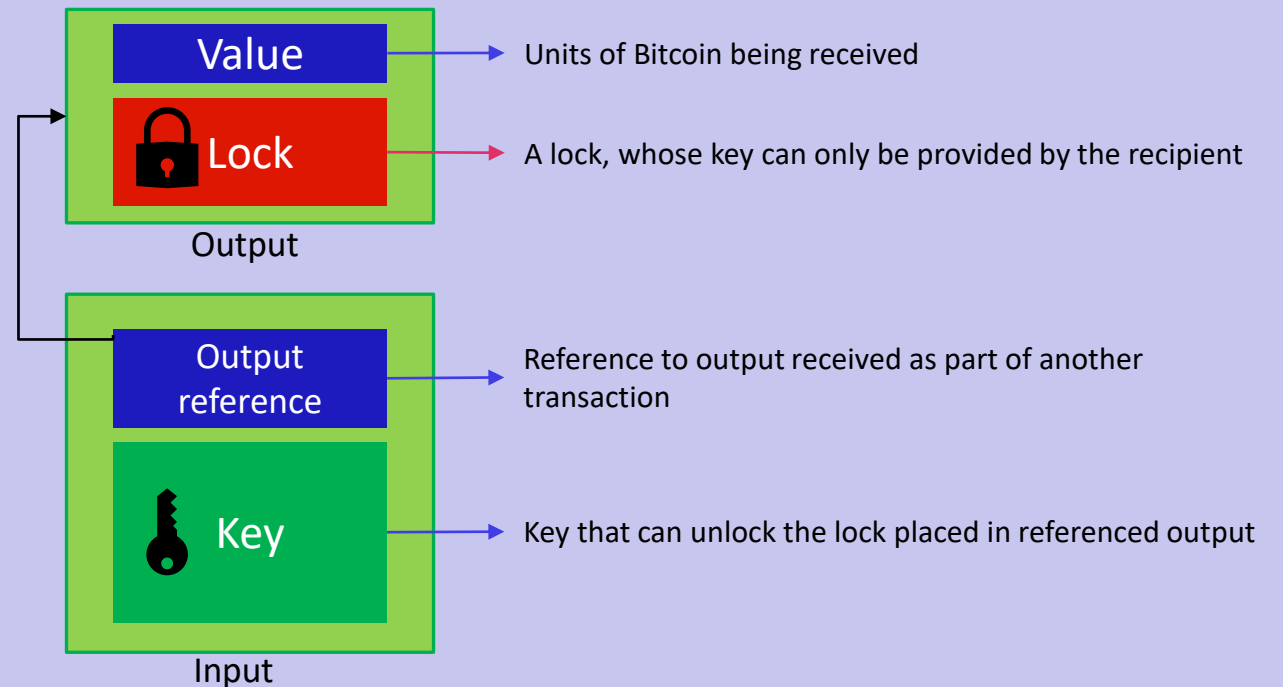 Value
Units of Bitcoin being received
Lock
A lock, whose key can only be provided by the recipient
Output
Output
reference
Reference to output received as part of another
transaction
Key
Key that can unlock the lock placed in referenced output
Input